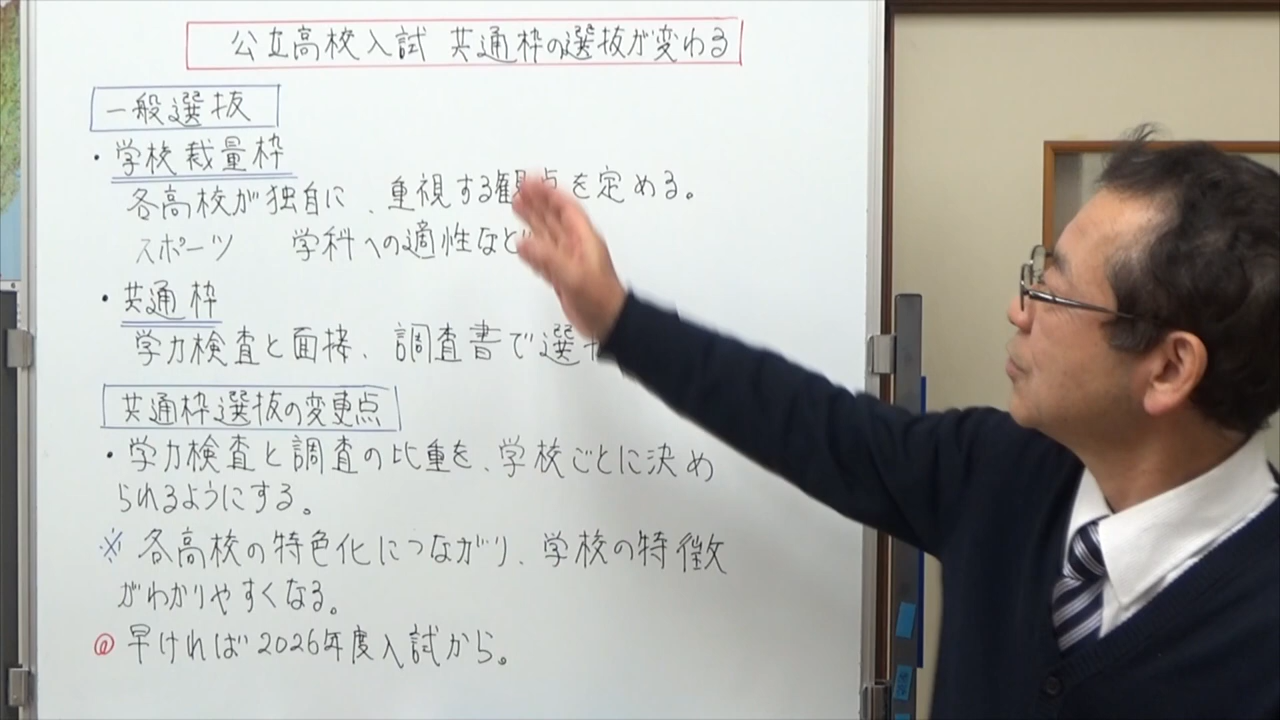 公立高校入試 共通枠の選抜が変わる
一般選抜
・学校裁量枠
各高校が独自に、重視する観点を定める。
スポーツ 学科への適性など
・共通枠
学力検査と面接、調査書で選
共通枠選抜の変更点
・学力検査と調査の比重を、学校ごとに決め
られるようにする。
※ 各高校の特色化につながり、学校の特徴
がわかりやすくなる。
@ 早ければ2026年度入試から。